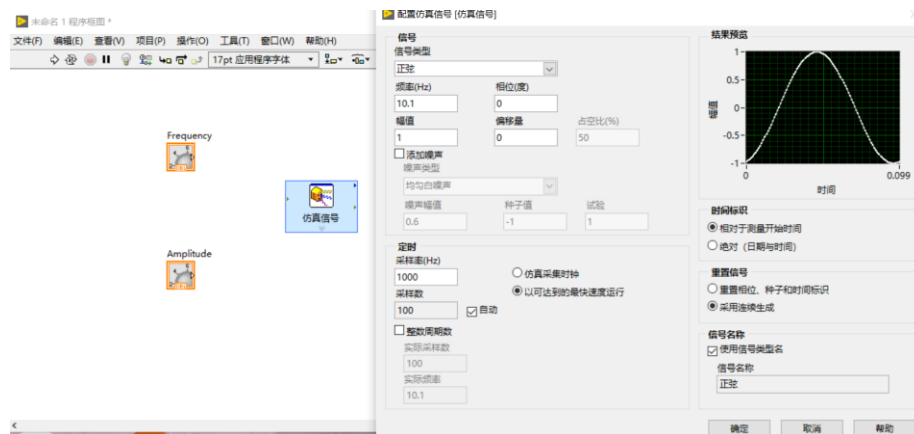 未命名 1 程序框图 *
文件(F) 编辑(E) 查看(V) 项目(P) 操作(O) 工具(T) 窗口(W) 帮助(H)
17pt 应用程序字体
Frequency
仿真信号
Amplitude
配置仿真信号 [仿真信号]
信号
信号类型
正弦
频率(Hz) 相位(度)
10.1 0
幅值 偏移量 占空比(%)
1 0 50
添加噪声
噪声类型
均匀白噪声
噪声幅值 种子值 试验
0.6 -1 1
定时
采样率(Hz)
1000
仿真采集时钟
以可达到的最快速度运行
采样数
100 自动
整数周期数
实际采样数
100
实际频率
10.1
结果预览
幅值
1
0.5
0
-0.5
-1
0 0.099
时间
时间标识
相对于测量开始时间
绝对（日期与时间）
重置信号
重置相位、种子和时间标识
采用连续生成
信号名称
使用信号类型名
信号名称
正弦
确定 取消 帮助